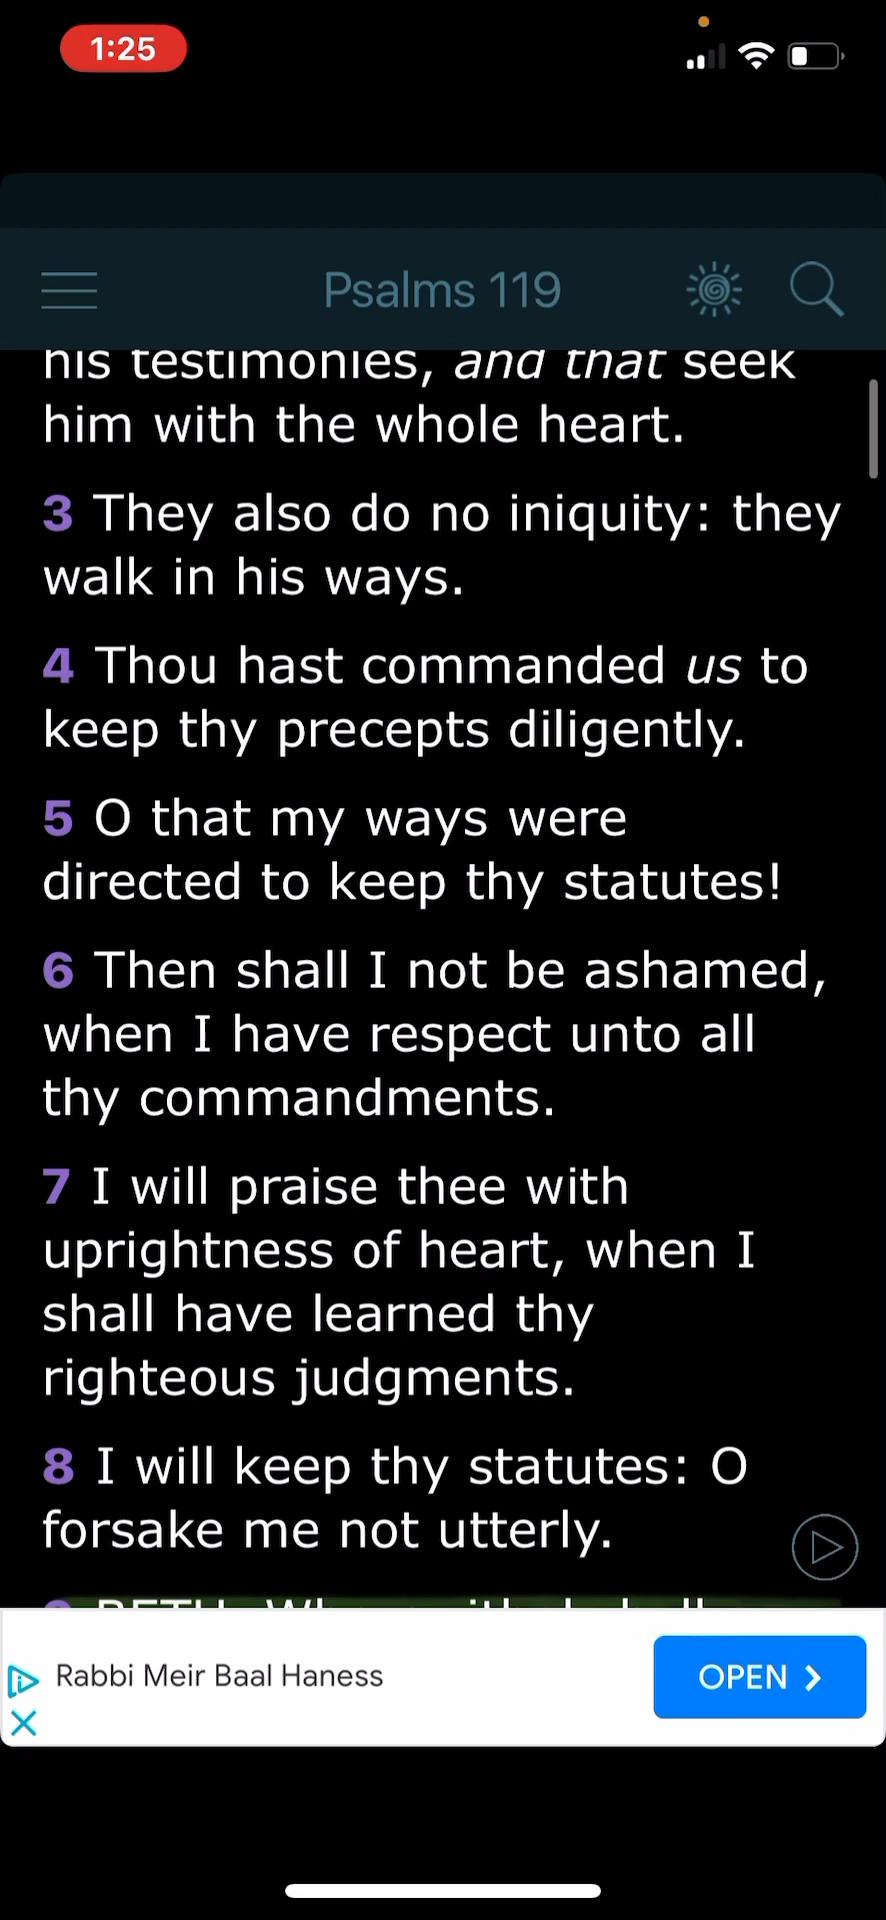 1:25
Psalms 119
his testimonies, and that seek
him with the whole heart.
3 They also do no iniquity: they
walk in his ways.
4 Thou hast commanded us to
keep thy precepts diligently.
5 O that my ways were
directed to keep thy statutes!
6 Then shall I not be ashamed,
when I have respect unto all
thy commandments.
7 I will praise thee with
uprightness of heart, when I
shall have learned thy
righteous judgments.
8 I will keep thy statutes: O
forsake me not utterly.
Rabbi Meir Baal Haness
OPEN